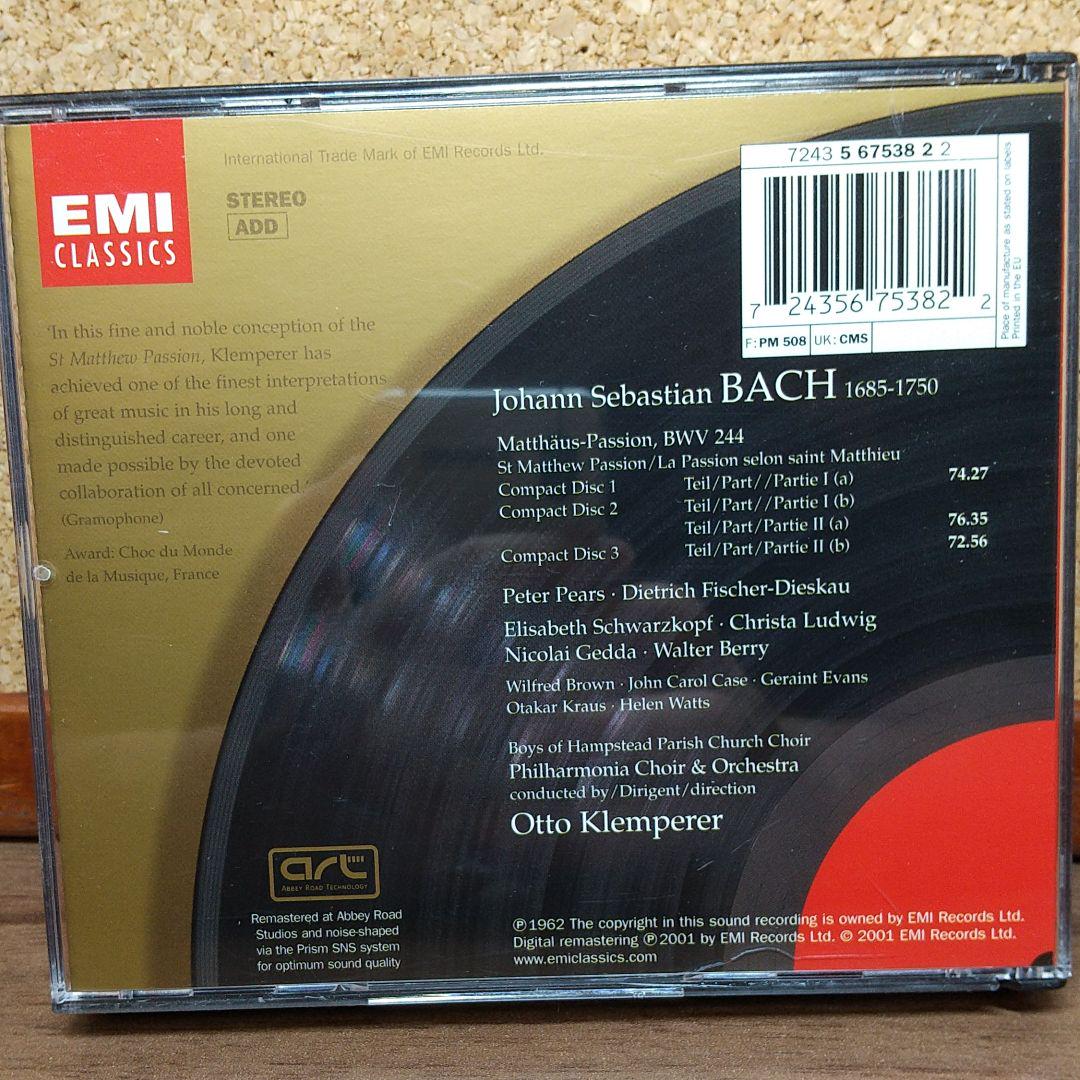 EMI
CLASSICS
International Trade Mark of EMI Records Ltd.
STEREO
ADD
'In this fine and noble conception of the
St Matthew Passion, Klemperer has
achieved one of the finest interpretations
of great music in his long and
distinguished career, and one
made possible by the devoted
collaboration of all concerned.'
(Gramophone)
Award: Choc du Monde
de la Musique, France
7243 5 67538 2 2
7 24356 75382 2
F: PM 508 UK: CMS
Place of manufacture as stated on labels
Printed in the EU
Johann Sebastian BACH 1685-1750
Matthäus-Passion, BWV 244
St Matthew Passion/La Passion selon saint Matthieu
Compact Disc 1 Teil/Part//Partie I (a) 74.27
Compact Disc 2 Teil/Part//Partie I (b)
Teil/Part/Partie II (a) 76.35
Compact Disc 3 Teil/Part/Partie II (b) 72.56
Peter Pears · Dietrich Fischer-Dieskau
Elisabeth Schwarzkopf · Christa Ludwig
Nicolai Gedda · Walter Berry
Wilfred Brown · John Carol Case · Geraint Evans
Otakar Kraus · Helen Watts
Boys of Hampstead Parish Church Choir
Philharmonia Choir & Orchestra
conducted by/Dirigent/direction
Otto Klemperer
art
ABBEY ROAD TECHNOLOGY
Remastered at Abbey Road
Studios and noise-shaped
via the Prism SNS system
for optimum sound quality
℗1962 The copyright in this sound recording is owned by EMI Records Ltd.
Digital remastering ℗2001 by EMI Records Ltd. © 2001 EMI Records Ltd.
www.emiclassics.com